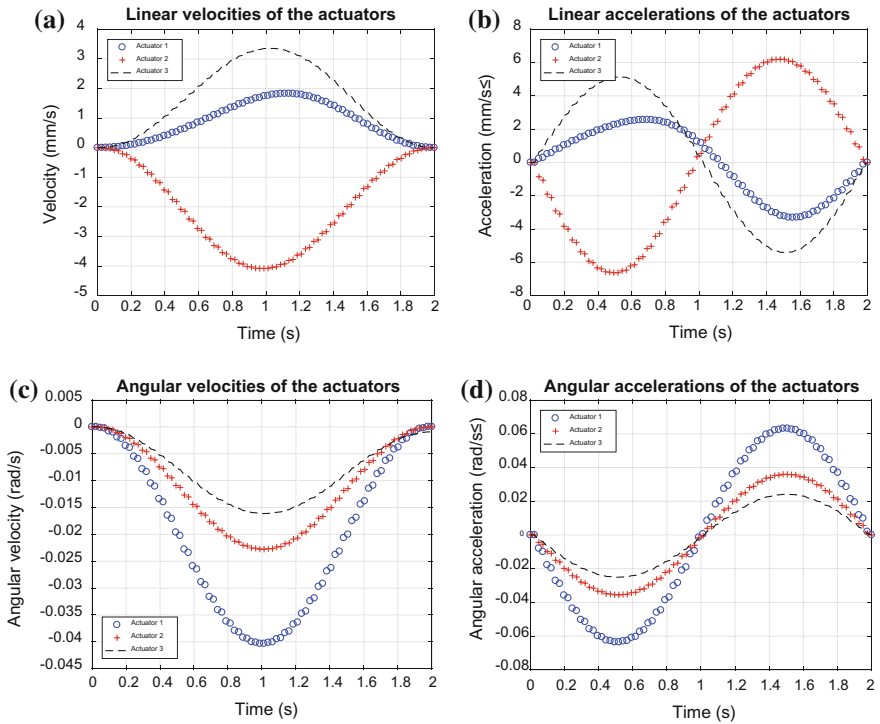 (a)
Linear velocities of the actuators
Actuator 1
Actuator 2
Actuator 3
4
3
2
1
0
-1
-2
-3
-4
-5
Velocity (mm/s)
0 0.2 0.4 0.6 0.8 1 1.2 1.4 1.6 1.8 2
Time (s)
(b)
Linear accelerations of the actuators
Actuator 1
Actuator 2
Actuator 3
8
6
4
2
0
-2
-4
-6
-8
Acceleration (mm/s≤)
0 0.2 0.4 0.6 0.8 1 1.2 1.4 1.6 1.8 2
Time (s)
(c)
Angular velocities of the actuators
0.005
0
-0.005
-0.01
-0.015
-0.02
-0.025
-0.03
-0.035
-0.04
-0.045
Angular velocity (rad/s)
Actuator 1
Actuator 2
Actuator 3
0 0.2 0.4 0.6 0.8 1 1.2 1.4 1.6 1.8 2
Time (s)
(d)
Angular accelerations of the actuators
Actuator 1
Actuator 2
Actuator 3
0.08
0.06
0.04
0.02
0
-0.02
-0.04
-0.06
-0.08
Angular acceleration (rad/s≤)
0 0.2 0.4 0.6 0.8 1 1.2 1.4 1.6 1.8 2
Time (s)